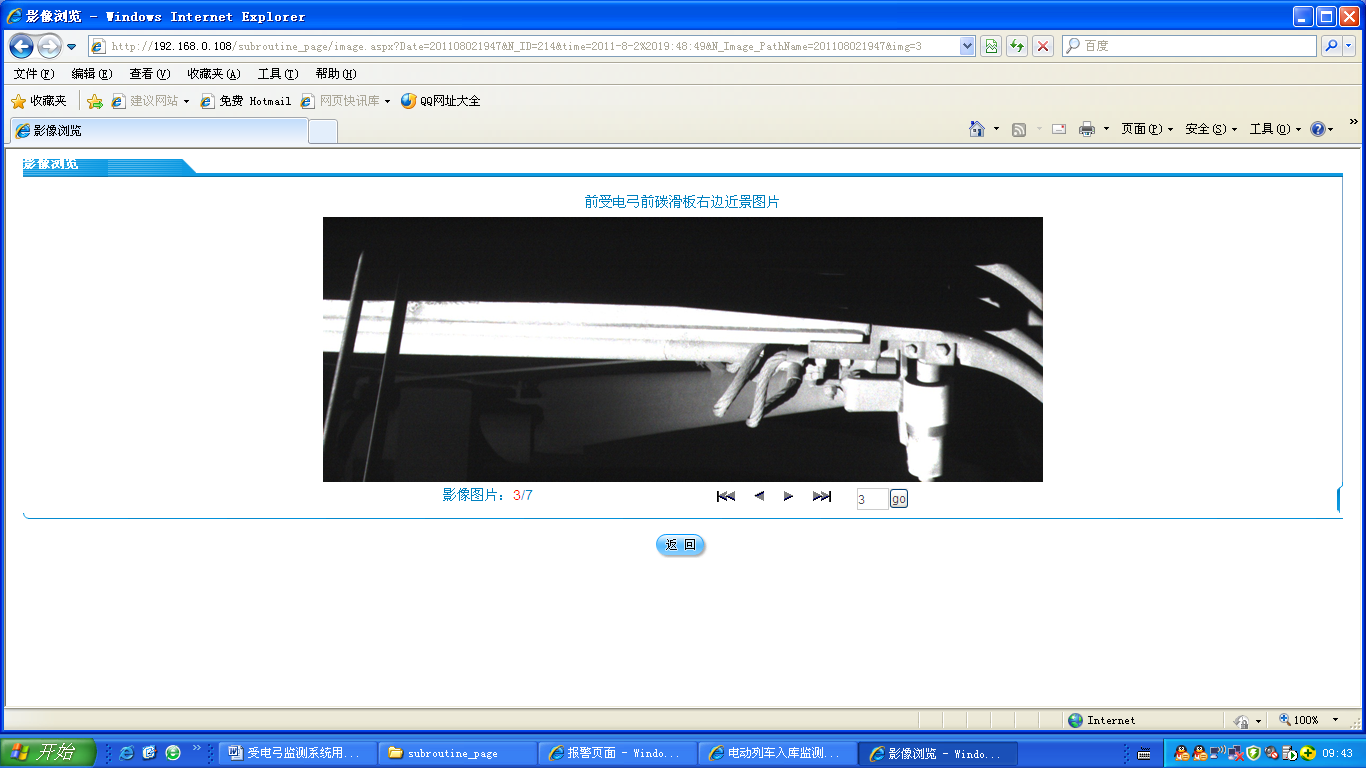 影像浏览 - Windows Internet Explorer
http://192.168.0.108/subroutine_page/image.aspx?Date=201108021947&N_ID=214&time=2011-8-2%2019:48:49&N_Image_PathName=201108021947&img=3
百度
文件(F) 编辑(E) 查看(V) 收藏夹(A) 工具(T) 帮助(H)
收藏夹 建议网站 免费 Hotmail 网页快讯库 QQ网址大全
影像浏览 页面(P) 安全(S) 工具(O) »
影像浏览
前受电弓前碳滑板右边近景图片
影像图片：3/7 3 go
返 回
Internet 100%
开始 » 受电弓监测系统用... subroutine_page 报警页面 - Windo... 电动列车入库监测... 影像浏览 - Windo... 09:43